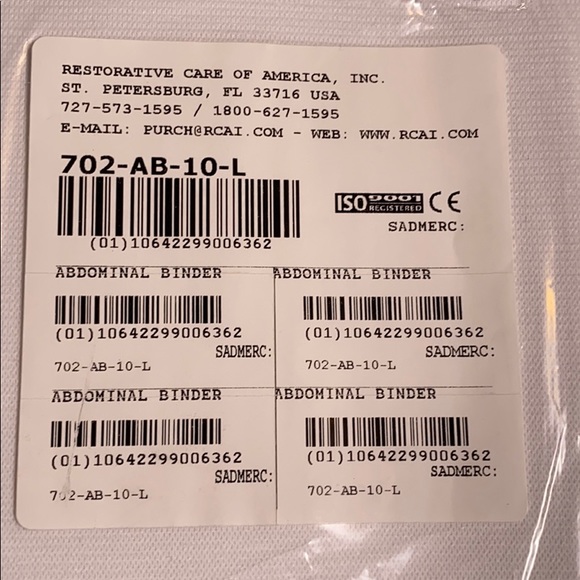 RESTORATIVE CARE OF AMERICA, INC.
ST. PETERSBURG, FL 33716 USA
727-573-1595 / 1800-627-1595
E-MAIL: PURCH@RCAI.COM - WEB: WWW.RCAI.COM
702-AB-10-L
(01)10642299006362
ISO 9001 REGISTERED CE
SADMERC:
ABDOMINAL BINDER
(01)10642299006362
SADMERC:
702-AB-10-L
ABDOMINAL BINDER
(01)10642299006362
SADMERC:
702-AB-10-L
ABDOMINAL BINDER
(01)10642299006362
SADMERC:
702-AB-10-L
ABDOMINAL BINDER
(01)10642299006362
SADMERC:
702-AB-10-L